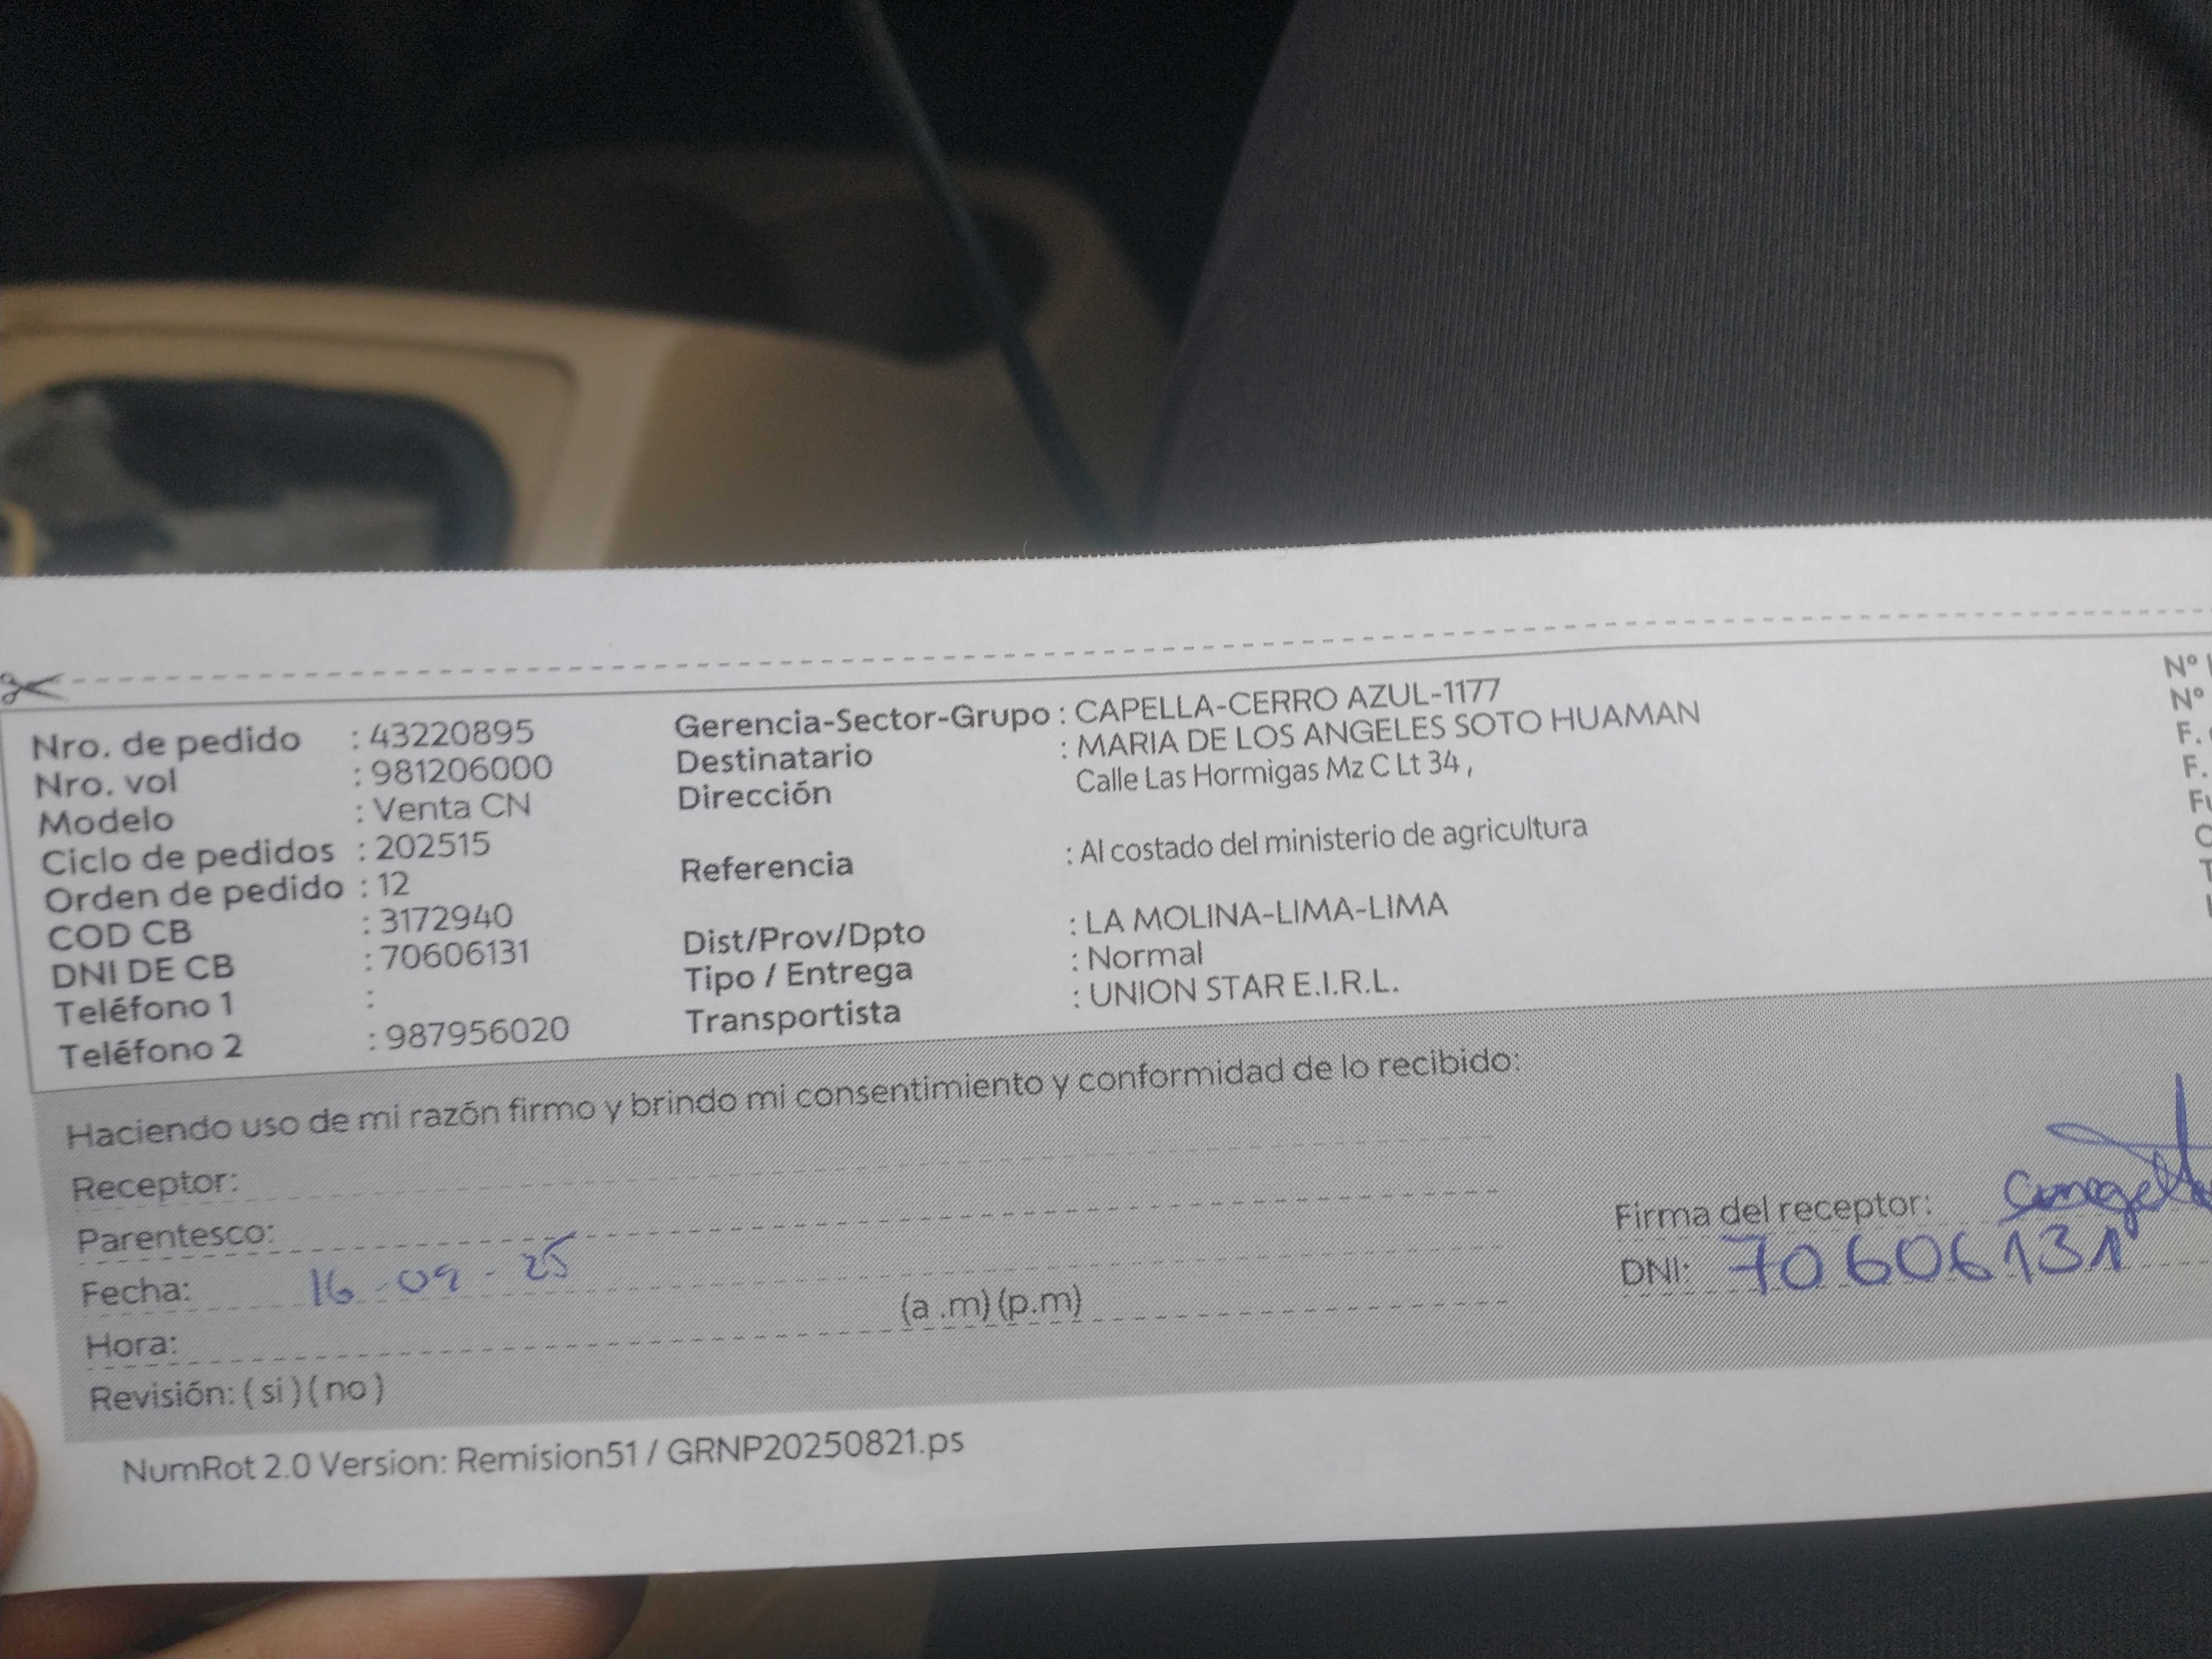 Nro. de pedido : 43220895
Nro. vol : 981206000
Modelo : Venta CN
Ciclo de pedidos : 202515
Orden de pedido : 12
COD CB : 3172940
DNI DE CB : 70606131
Teléfono 1 :
Teléfono 2 : 987956020
Gerencia-Sector-Grupo : CAPELLA-CERRO AZUL-1177
Destinatario : MARIA DE LOS ANGELES SOTO HUAMAN
Dirección Calle Las Hormigas Mz C Lt 34 ,
Referencia : Al costado del ministerio de agricultura
Dist/Prov/Dpto : LA MOLINA-LIMA-LIMA
Tipo / Entrega : Normal
Transportista : UNION STAR E.I.R.L.
Nº
Nº
F.
F.
Haciendo uso de mi razón firmo y brindo mi consentimiento y conformidad de lo recibido:
Receptor:
Parentesco:
Fecha: 16-09-25
Hora: (a .m) (p.m)
Revisión: ( si ) ( no )
Firma del receptor:
DNI: 70606131
NumRot 2.0 Version: Remision51 / GRNP20250821.ps